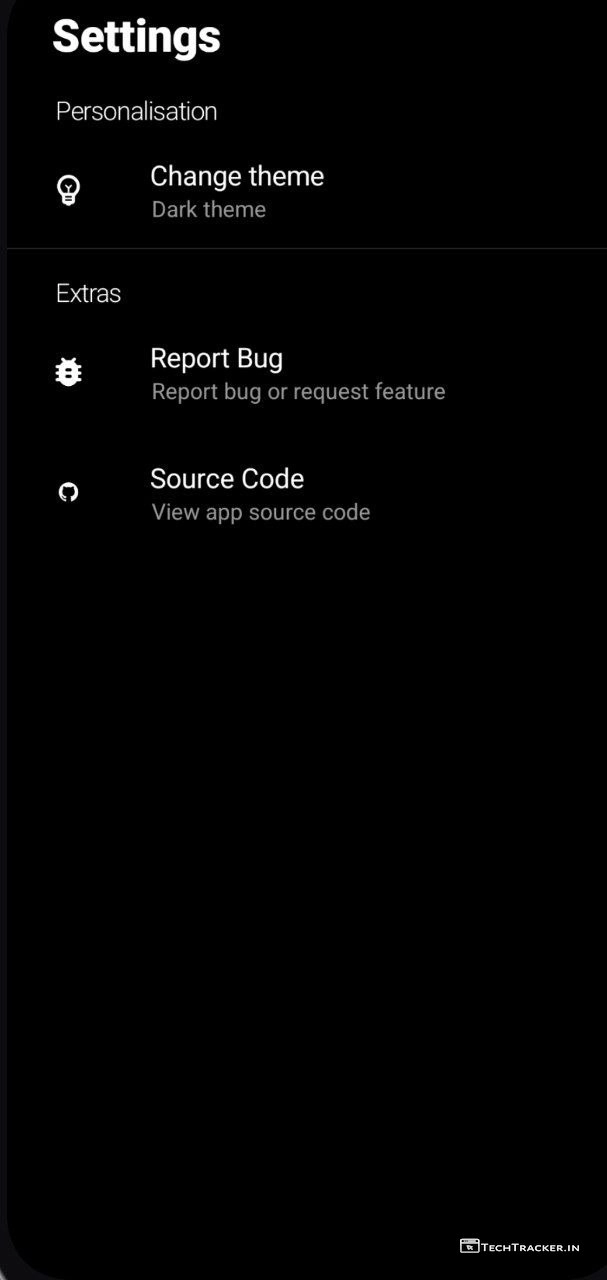 Settings
Personalisation
Change theme
Dark theme
Extras
Report Bug
Report bug or request feature
Source Code
View app source code
TechTracker.in